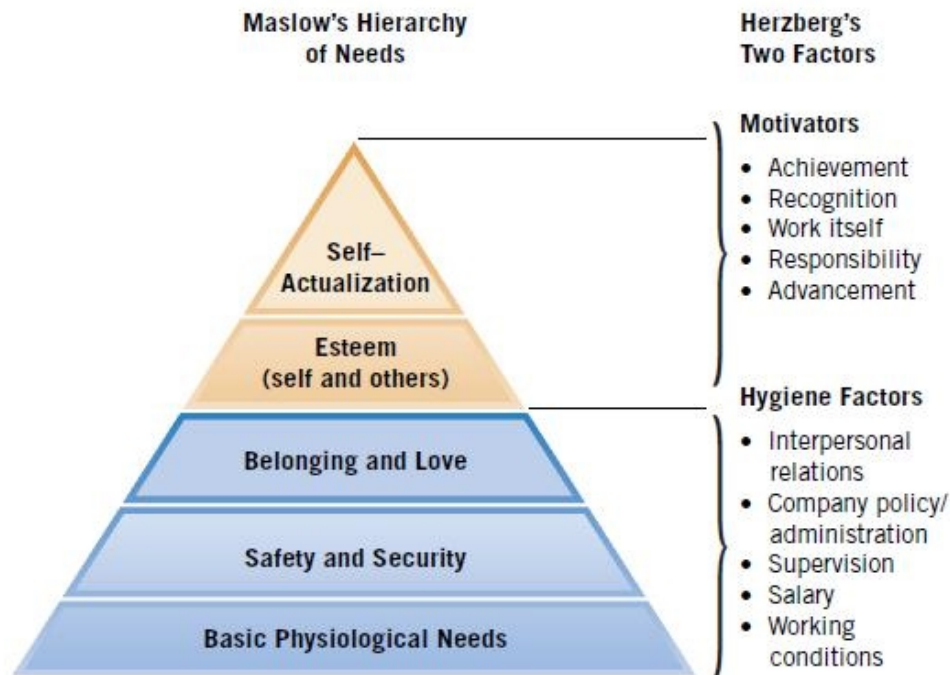 Maslow's Hierarchy
of Needs
Self–
Actualization
Esteem
(self and others)
Belonging and Love
Safety and Security
Basic Physiological Needs
Herzberg's
Two Factors
Motivators
• Achievement
• Recognition
• Work itself
• Responsibility
• Advancement
Hygiene Factors
• Interpersonal
relations
• Company policy/
administration
• Supervision
• Salary
• Working
conditions